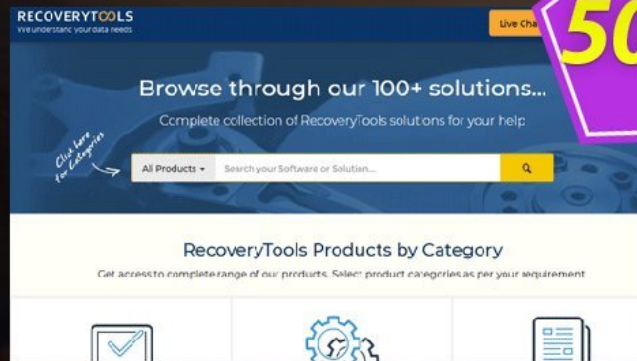 RECOVERYTOOLS
We understand your data needs
Live Cha
50
Browse through our 100+ solutions...
Complete collection of RecoveryTools solutions for your help
Click here
for Categories
All Products
Search your Software or Solution....
RecoveryTools Products by Category
Get access to complete range of our products. Select product categories as per your requirement